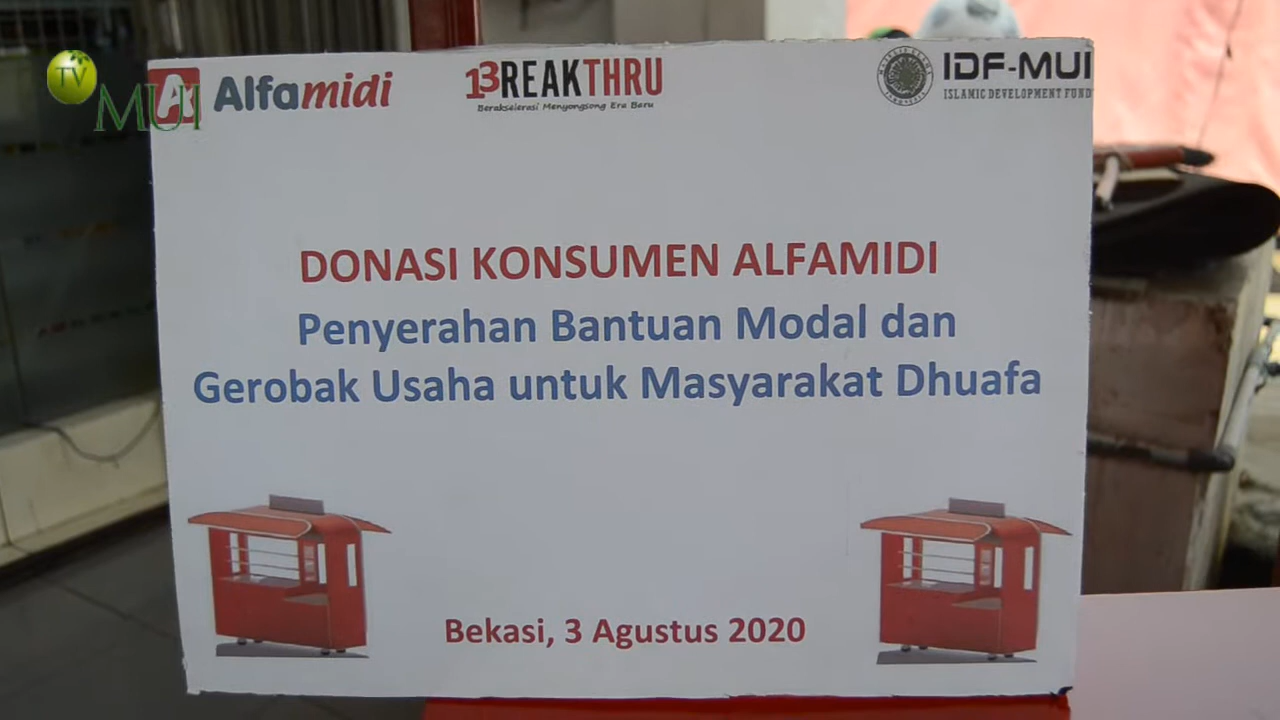 TV
MUI
A Alfamidi
13REAKTHRU
Berakselerasi Menyongsong Era Baru
IDF-MUI
ISLAMIC DEVELOPMENT FUND
DONASI KONSUMEN ALFAMIDI
Penyerahan Bantuan Modal dan
Gerobak Usaha untuk Masyarakat Dhuafa
Bekasi, 3 Agustus 2020